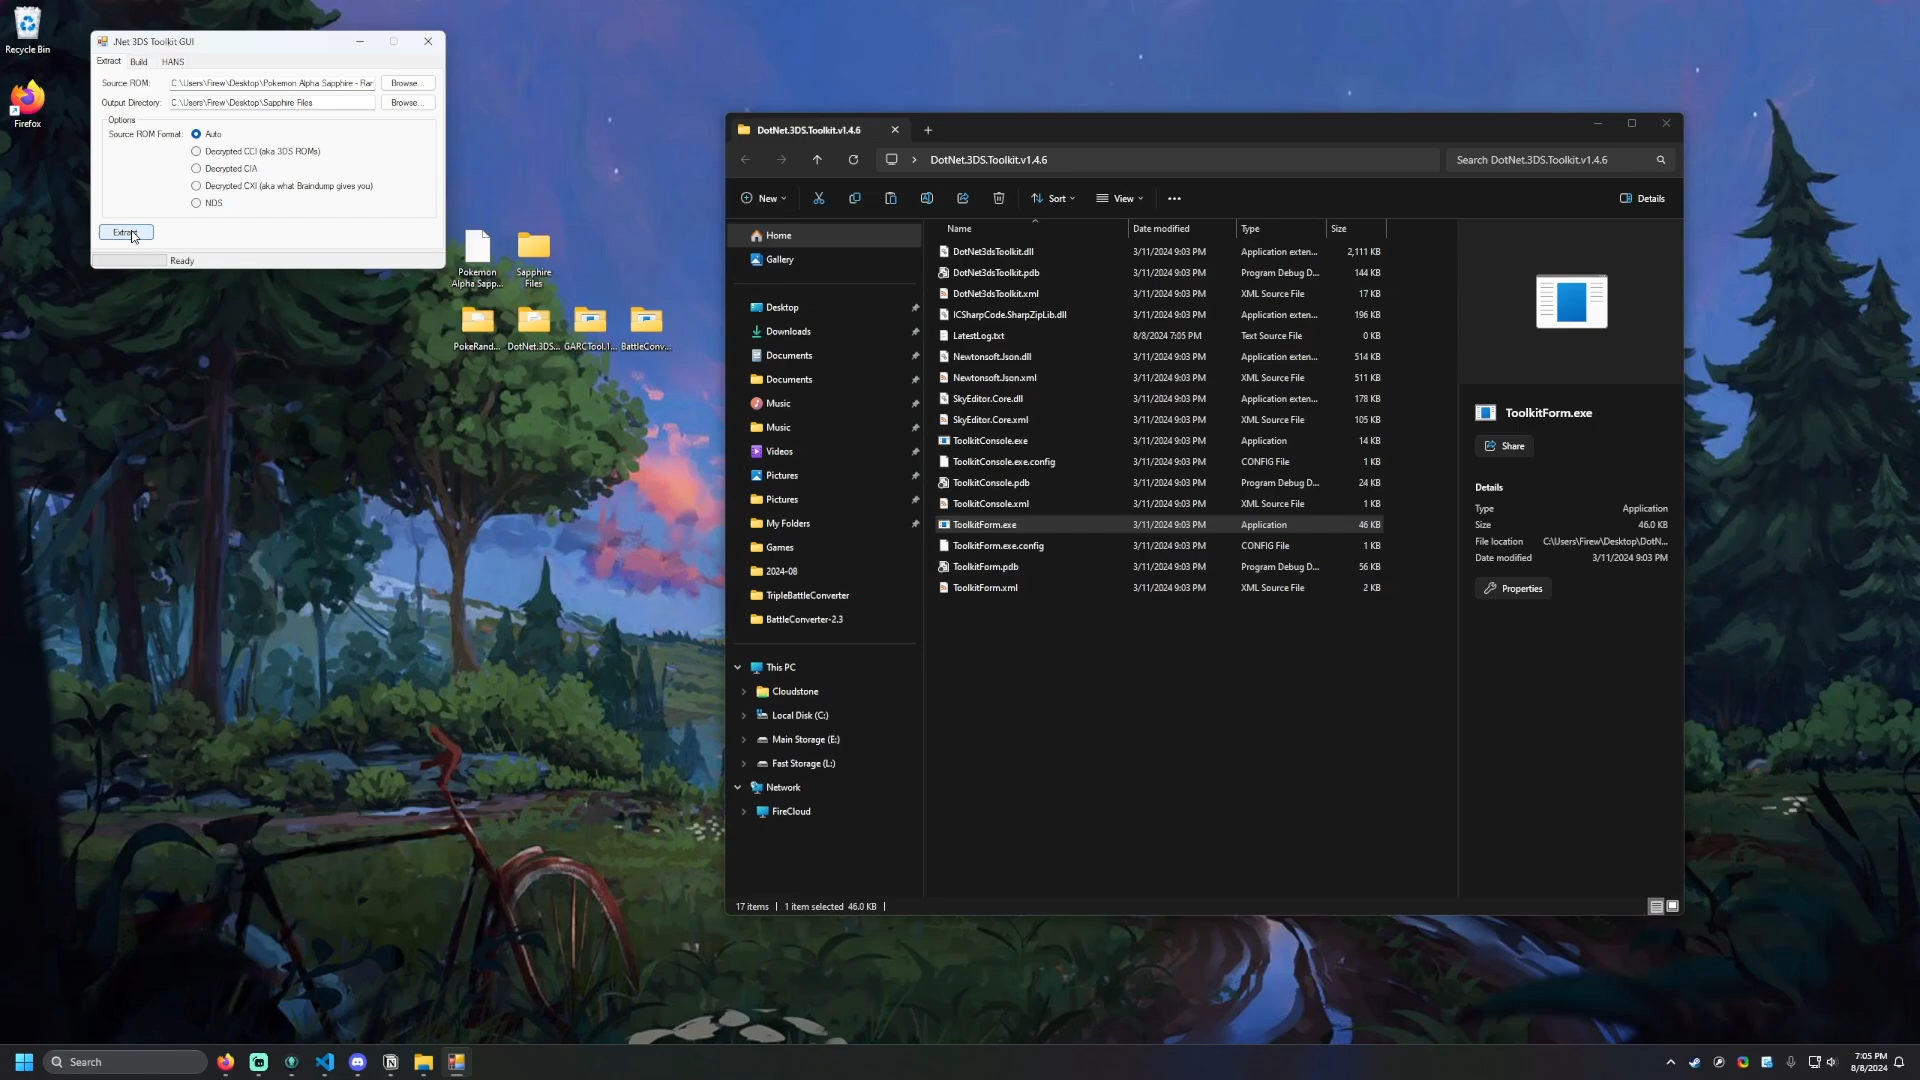 Recycle Bin
Firefox
.Net 3DS Toolkit GUI
Extract Build HANS
Source ROM: C:\Users\Firew\Desktop\Pokemon Alpha Sapphire - Rar Browse...
Output Directory: C:\Users\Firew\Desktop\Sapphire Files Browse...
Options
Source ROM Format: Auto
Decrypted CCI (aka 3DS ROMs)
Decrypted CIA
Decrypted CXI (aka what Braindump gives you)
NDS
Extract
Ready
Pokemon Alpha Sapp...
Sapphire Files
PokeRand... DotNet.3DS... GARCTool.1... BattleConv...
DotNet.3DS.Toolkit.v1.4.6
DotNet.3DS.Toolkit.v1.4.6 Search DotNet.3DS.Toolkit.v1.4.6
New Sort View Details
Home
Gallery
Desktop
Downloads
Documents
Documents
Music
Music
Videos
Pictures
Pictures
My Folders
Games
2024-08
TripleBattleConverter
BattleConverter-2.3
This PC
Cloudstone
Local Disk (C:)
Main Storage (E:)
Fast Storage (L:)
Network
FireCloud
Name Date modified Type Size
DotNet3dsToolkit.dll 3/11/2024 9:03 PM Application exten... 2,111 KB
DotNet3dsToolkit.pdb 3/11/2024 9:03 PM Program Debug D... 144 KB
DotNet3dsToolkit.xml 3/11/2024 9:03 PM XML Source File 17 KB
ICSharpCode.SharpZipLib.dll 3/11/2024 9:03 PM Application exten... 196 KB
LatestLog.txt 8/8/2024 7:05 PM Text Source File 0 KB
Newtonsoft.Json.dll 3/11/2024 9:03 PM Application exten... 514 KB
Newtonsoft.Json.xml 3/11/2024 9:03 PM XML Source File 511 KB
SkyEditor.Core.dll 3/11/2024 9:03 PM Application exten... 178 KB
SkyEditor.Core.xml 3/11/2024 9:03 PM XML Source File 105 KB
ToolkitConsole.exe 3/11/2024 9:03 PM Application 14 KB
ToolkitConsole.exe.config 3/11/2024 9:03 PM CONFIG File 1 KB
ToolkitConsole.pdb 3/11/2024 9:03 PM Program Debug D... 24 KB
ToolkitConsole.xml 3/11/2024 9:03 PM XML Source File 1 KB
ToolkitForm.exe 3/11/2024 9:03 PM Application 46 KB
ToolkitForm.exe.config 3/11/2024 9:03 PM CONFIG File 1 KB
ToolkitForm.pdb 3/11/2024 9:03 PM Program Debug D... 56 KB
ToolkitForm.xml 3/11/2024 9:03 PM XML Source File 2 KB
ToolkitForm.exe
Share
Details
Type Application
Size 46.0 KB
File location C:\Users\Firew\Desktop\DotN...
Date modified 3/11/2024 9:03 PM
Properties
17 items 1 item selected 46.0 KB
Search
7:05 PM
8/8/2024